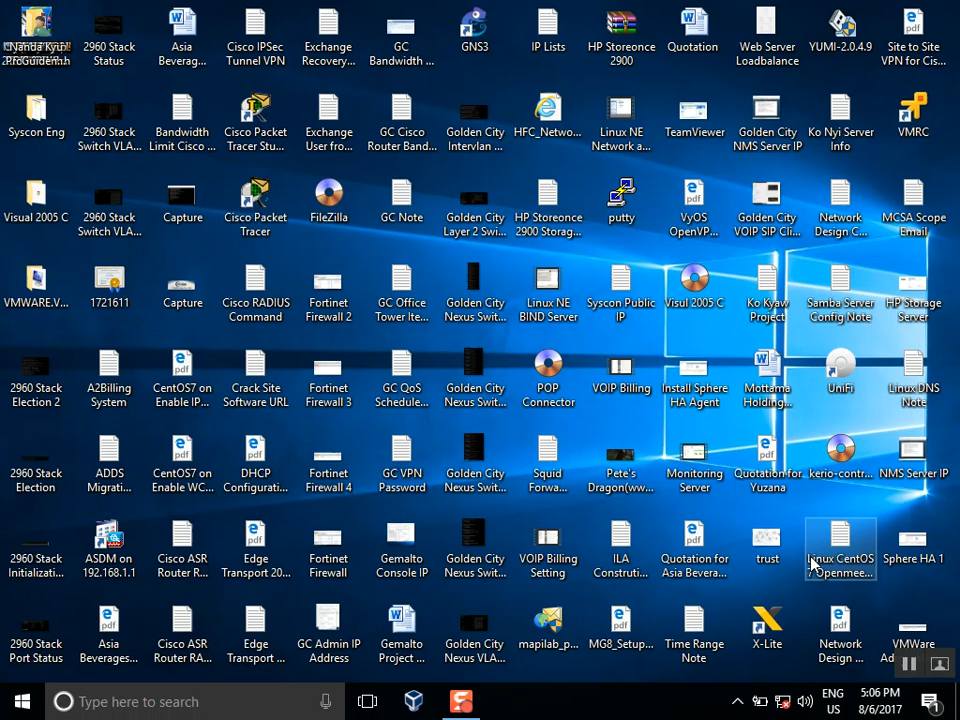 2960 Stack
Status
Asia
Beverag...
Cisco IPSec
Tunnel VPN
Exchange
Recovery...
GC
Bandwidth ...
GNS3
IP Lists
HP Storeonce
2900
Quotation
Web Server
Loadbalance
YUMI-2.0.4.9
Site to Site
VPN for Cis...
Syscon Eng
2960 Stack
Switch VLA...
Bandwidth
Limit Cisco ...
Cisco Packet
Tracer Stu...
Exchange
User fro...
GC Cisco
Router Band...
Golden City
Intervlan ...
HFC_Netwo...
Linux NE
Network a...
TeamViewer
Golden City
NMS Server IP
Ko Nyi Server
Info
VMRC
Visual 2005 C
2960 Stack
Switch VLA...
Capture
Cisco Packet
Tracer
FileZilla
GC Note
Golden City
Layer 2 Swi...
HP Storeonce
2900 Storag...
putty
VyOS
OpenVP...
Golden City
VOIP SIP Cli...
Network
Design C...
MCSA Scope
Email
VMWARE.V...
1721611
Capture
Cisco RADIUS
Command
Fortinet
Firewall 2
GC Office
Tower Ite...
Golden City
Nexus Swit...
Linux NE
BIND Server
Syscon Public
IP
Visul 2005 C
Ko Kyaw
Project
Samba Server
Config Note
HP Storage
Server
2960 Stack
Election 2
A2Billing
System
CentOS7 on
Enable IP...
Crack Site
Software URL
Fortinet
Firewall 3
GC QoS
Schedule...
Golden City
Nexus Swit...
POP
Connector
VOIP Billing
Install Sphere
HA Agent
Mottama
Holding...
UniFi
Linux DNS
Note
2960 Stack
Election
ADDS
Migrati...
CentOS7 on
Enable WC...
DHCP
Configurati...
Fortinet
Firewall 4
GC VPN
Password
Golden City
Nexus Swit...
Squid
Forwa...
Pete's
Dragon(ww...
Monitoring
Server
Quotation for
Yuzana
kerio-contr...
NMS Server IP
2960 Stack
Initializati...
ASDM on
192.168.1.1
Cisco ASR
Router R...
Edge
Transport 20...
Fortinet
Firewall
Gemalto
Console IP
Golden City
Nexus Swit...
VOIP Billing
Setting
ILA
Construti...
Quotation for
Asia Bevera...
trust
Linux CentOS
7 Openmee...
Sphere HA 1
2960 Stack
Port Status
Asia
Beverages...
Cisco ASR
Router RA...
Edge
Transport ...
GC Admin IP
Address
Gemalto
Project ...
Golden City
Nexus VLA...
mapilab_p...
MG8_Setup...
Time Range
Note
X-Lite
Network
Design ...
VMWare
Type here to search
ENG
US
5:06 PM
8/6/2017
1